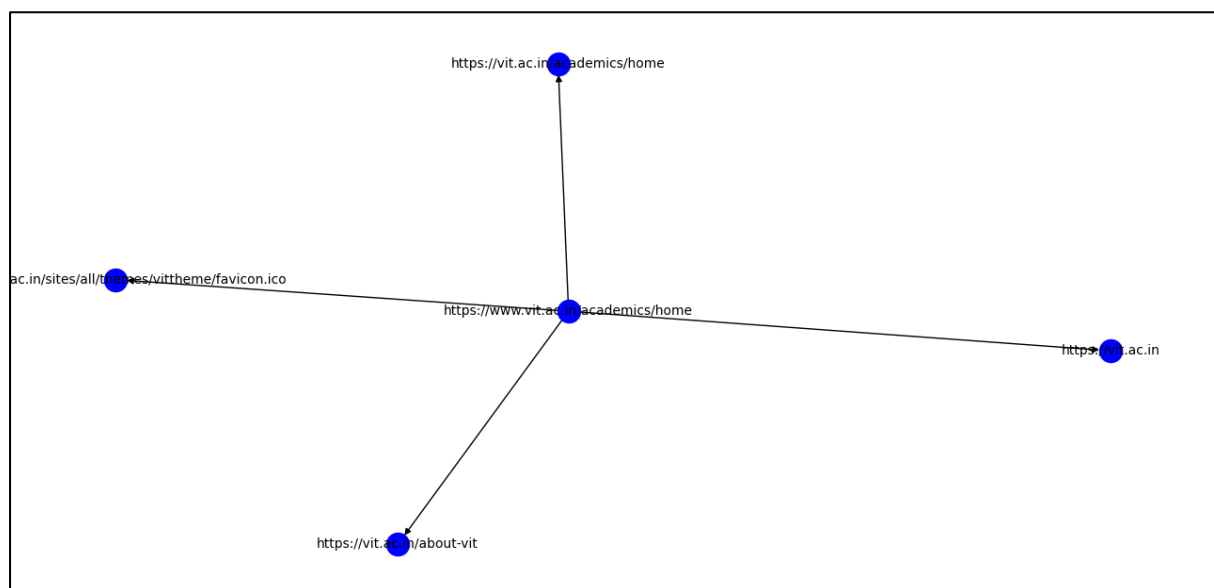 https://vit.ac.in/academics/home
ac.in/sites/all/themes/vittheme/favicon.ico
https://www.vit.ac.in/academics/home
https://vit.ac.in
https://vit.ac.in/about-vit